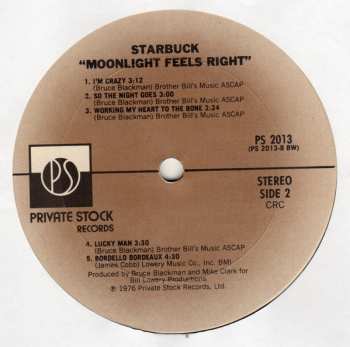 STARBUCK
"MOONLIGHT FEELS RIGHT"
1. I'M CRAZY 3:12
(Bruce Blackman) Brother Bill's Music ASCAP
2. SO THE NIGHT GOES 3:00
(Bruce Blackman) Brother Bill's Music ASCAP
3. WORKING MY HEART TO THE BONE 3:24
(Bruce Blackman) Brother Bill's Music ASCAP
PS 2013
(PS 2013-B BW)
PS
STEREO
SIDE 2
CRC
PRIVATE STOCK
RECORDS
4. LUCKY MAN 3:30
(Bruce Blackman) Brother Bill's Music ASCAP
5. BORDELLO BORDEAUX 4:30
(James Cobb) (Lowery Music Co., Inc. BMI)
Produced by Bruce Blackman and Mike Clark for
Bill Lowery Productions
℗ 1976 Private Stock Records, Ltd.